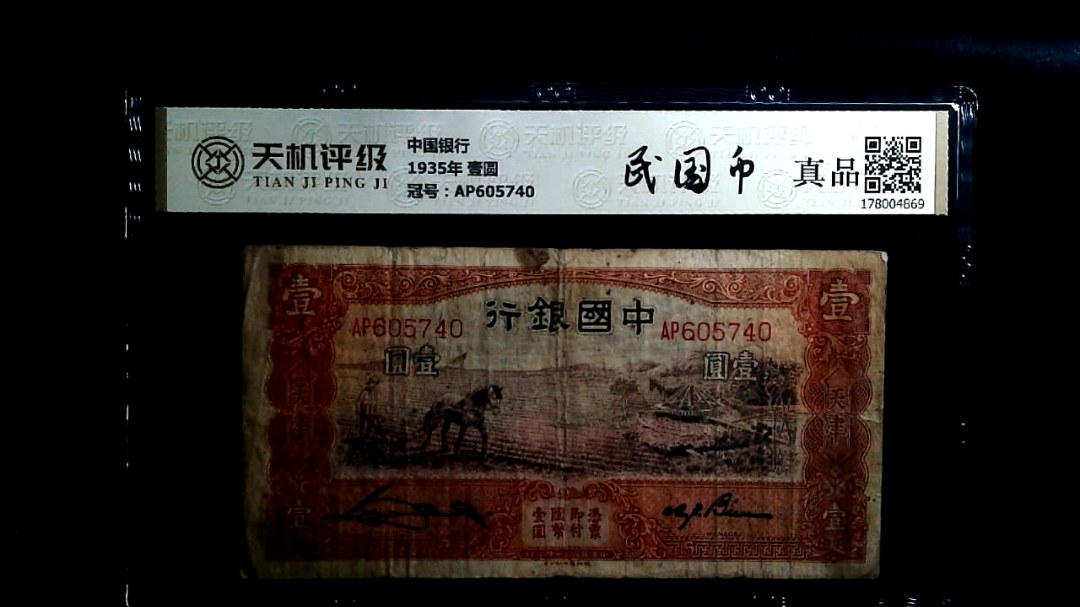 天机评级
TIAN JI PING JI
中国银行
1935年 壹圆
冠号：AP605740
民国币
真品
178004869
壹
壹
行銀國中
AP605740
AP605740
圓壹
圓壹
天津
天津
壹
壹
憑票
即付
國幣
壹圓